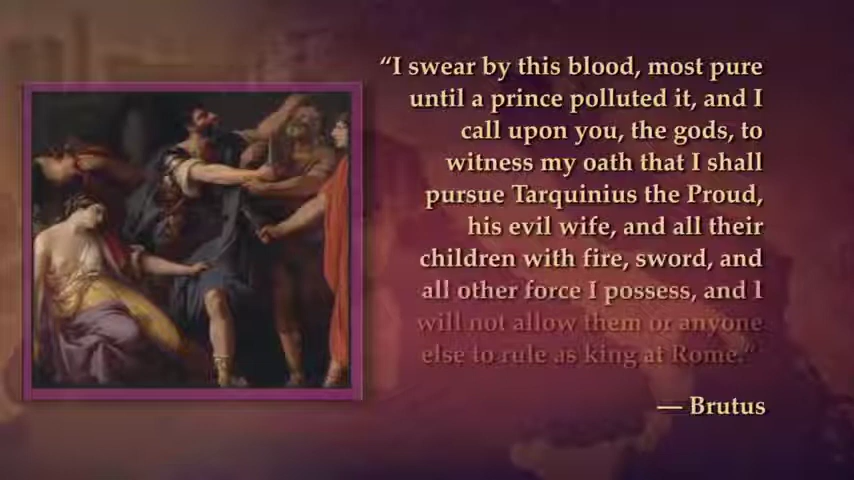 “I swear by this blood, most pure
until a prince polluted it, and I
call upon you, the gods, to
witness my oath that I shall
pursue Tarquinius the Proud,
his evil wife, and all their
children with fire, sword, and
all other force I possess, and I
will not allow them or anyone
else to rule as king at Rome.”
— Brutus